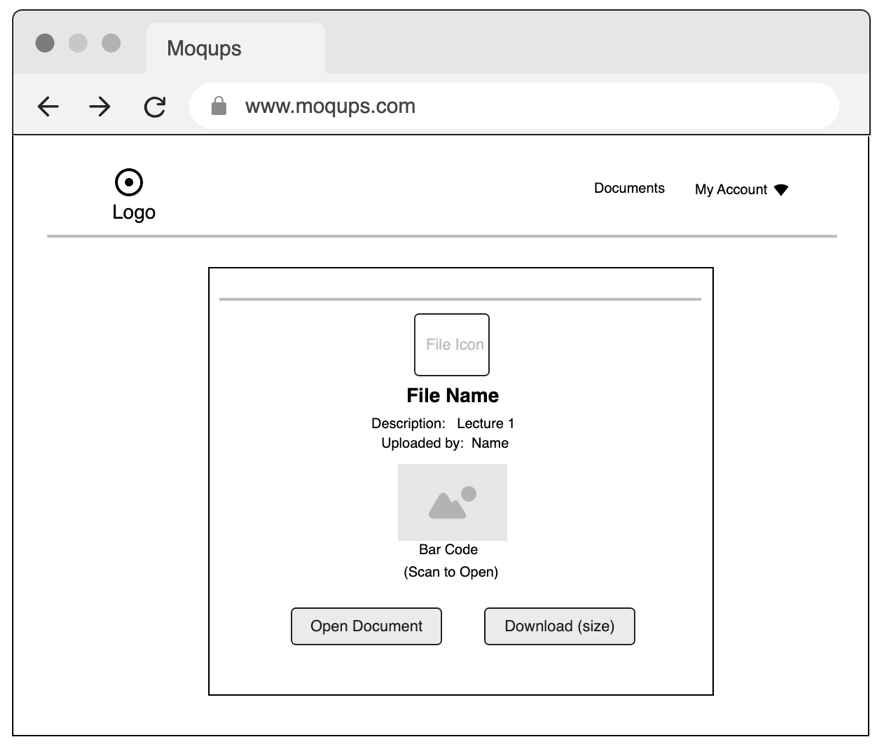 Moqups
www.moqups.com
Logo
Documents
My Account
File Icon
File Name
Description: Lecture 1
Uploaded by: Name
Bar Code
(Scan to Open)
Open Document
Download (size)